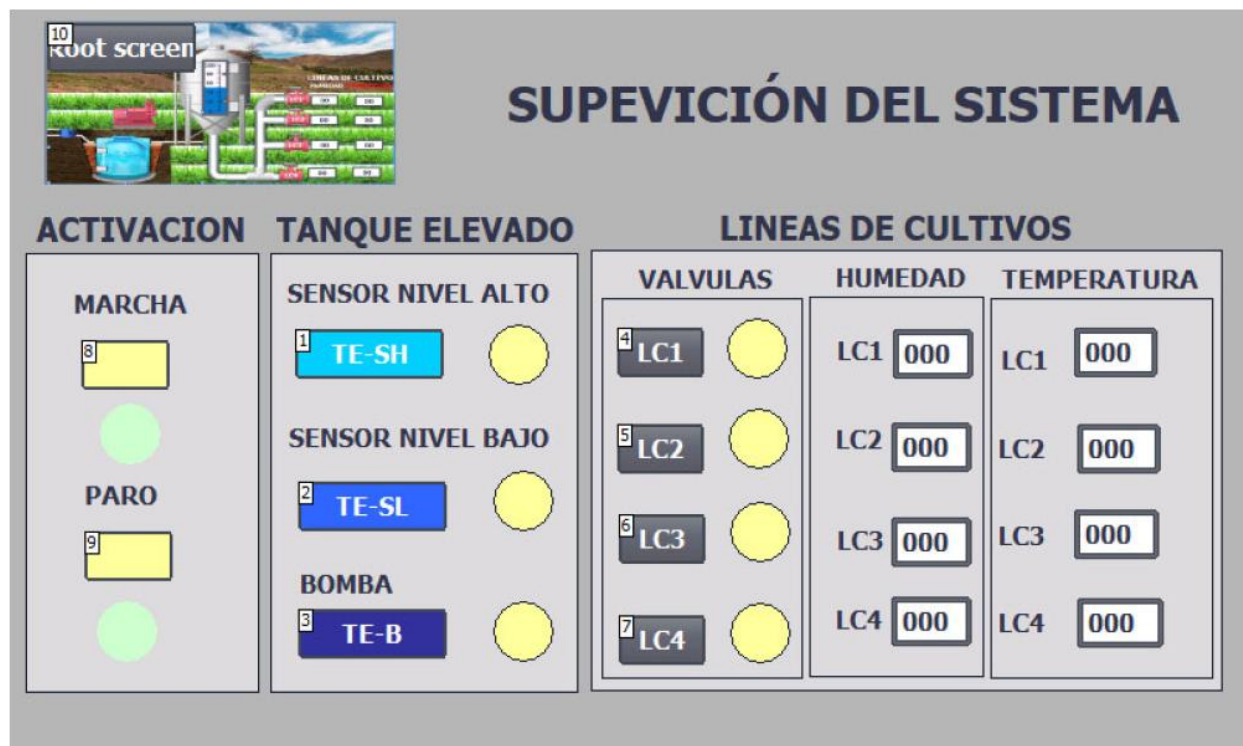 10
Root screen
LINEAS DE CULTIVO
SUPEVICIÓN DEL SISTEMA
ACTIVACION
MARCHA
8
PARO
9
TANQUE ELEVADO
SENSOR NIVEL ALTO
1
TE-SH
SENSOR NIVEL BAJO
2
TE-SL
BOMBA
3
TE-B
LINEAS DE CULTIVOS
VALVULAS
4
LC1
5
LC2
6
LC3
7
LC4
HUMEDAD
LC1 000
LC2 000
LC3 000
LC4 000
TEMPERATURA
LC1 000
LC2 000
LC3 000
LC4 000